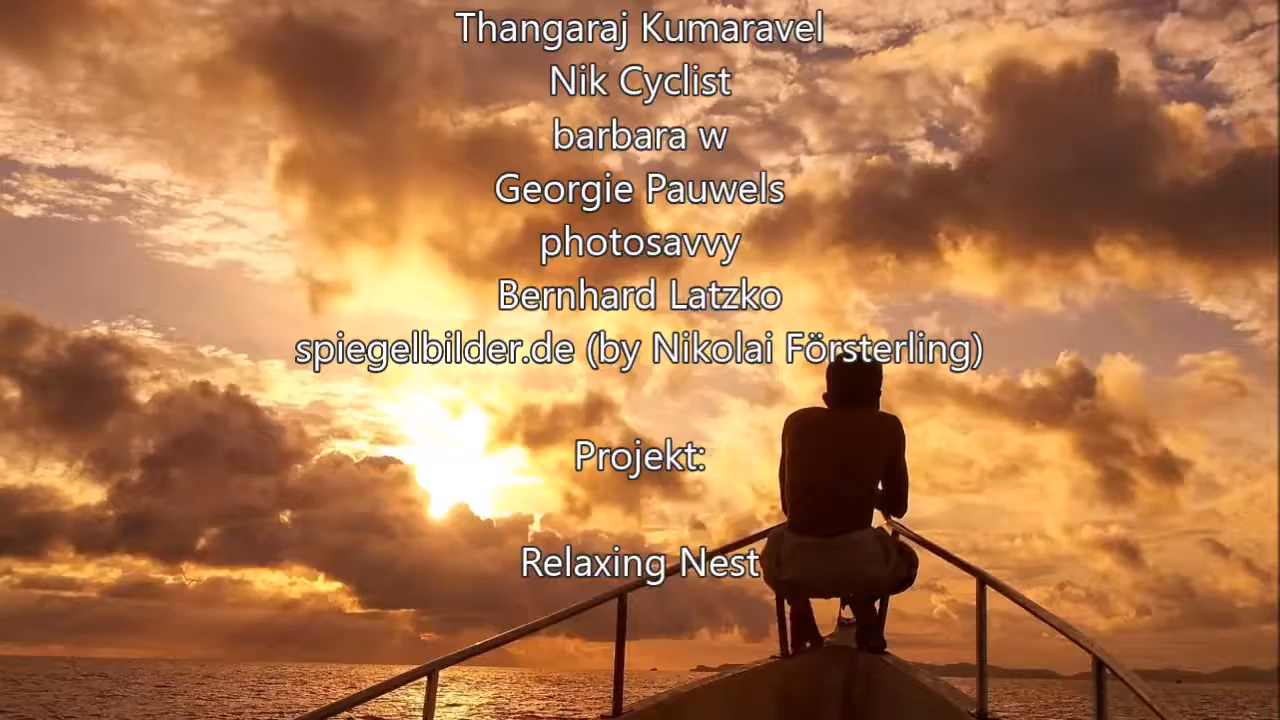 Thangaraj Kumaravel
Nik Cyclist
barbara w
Georgie Pauwels
photosavvy
Bernhard Latzko
spiegelbilder.de (by Nikolai Försterling)
Projekt:
Relaxing Nest